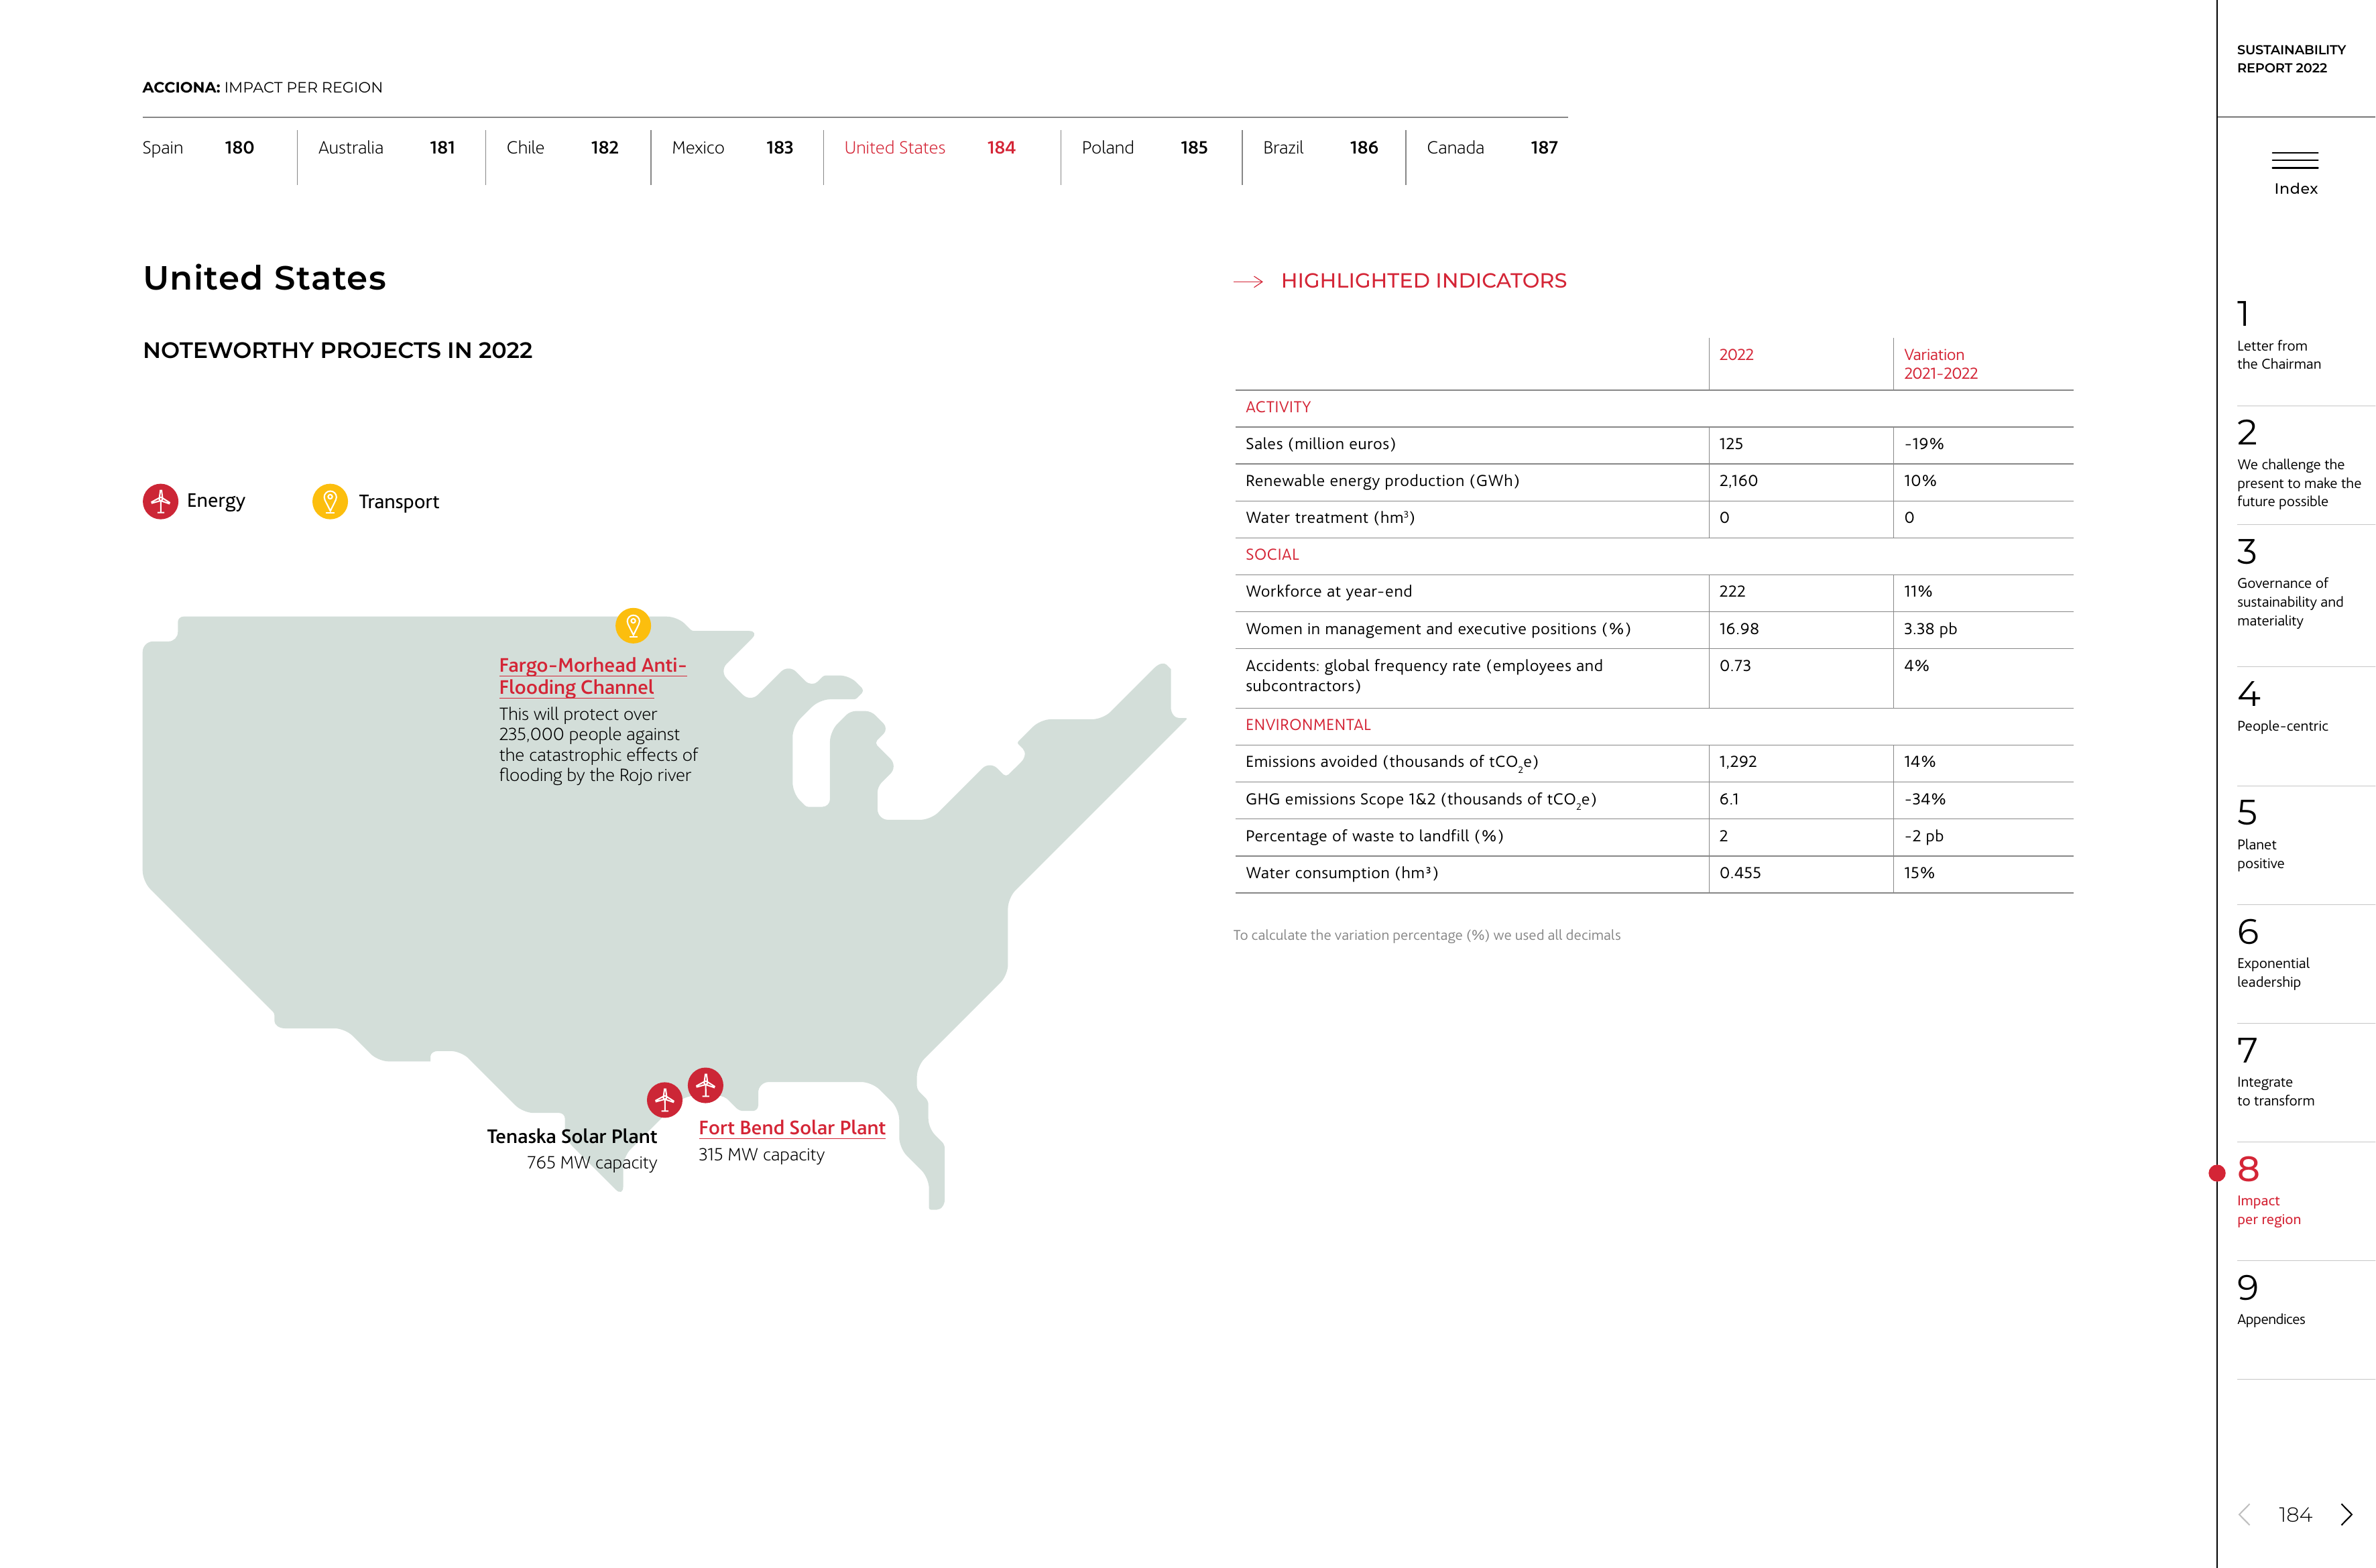 ACCIONA: IMPACT PER REGION
Spain 180 Australia 181 Chile 182 Mexico 183 United States 184 Poland 185 Brazil 186 Canada 187
United States
NOTEWORTHY PROJECTS IN 2022
Energy Transport
Fargo-Morhead Anti-
Flooding Channel
This will protect over
235,000 people against
the catastrophic effects of
flooding by the Rojo river
Tenaska Solar Plant
765 MW capacity
Fort Bend Solar Plant
315 MW capacity
HIGHLIGHTED INDICATORS
2022 Variation
2021-2022
ACTIVITY
Sales (million euros) 125 -19%
Renewable energy production (GWh) 2,160 10%
Water treatment (hm³) 0 0
SOCIAL
Workforce at year-end 222 11%
Women in management and executive positions (%) 16.98 3.38 pb
Accidents: global frequency rate (employees and 0.73 4%
subcontractors)
ENVIRONMENTAL
Emissions avoided (thousands of tCO₂e) 1,292 14%
GHG emissions Scope 1&2 (thousands of tCO₂e) 6.1 -34%
Percentage of waste to landfill (%) 2 -2 pb
Water consumption (hm³) 0.455 15%
To calculate the variation percentage (%) we used all decimals
SUSTAINABILITY
REPORT 2022
Index
1
Letter from
the Chairman
2
We challenge the
present to make the
future possible
3
Governance of
sustainability and
materiality
4
People-centric
5
Planet
positive
6
Exponential
leadership
7
Integrate
to transform
8
Impact
per region
9
Appendices
184